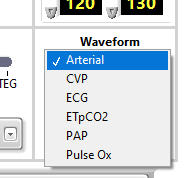 120 130
Waveform
TEG
✓ Arterial
CVP
ECG
ETpCO2
PAP
Pulse Ox